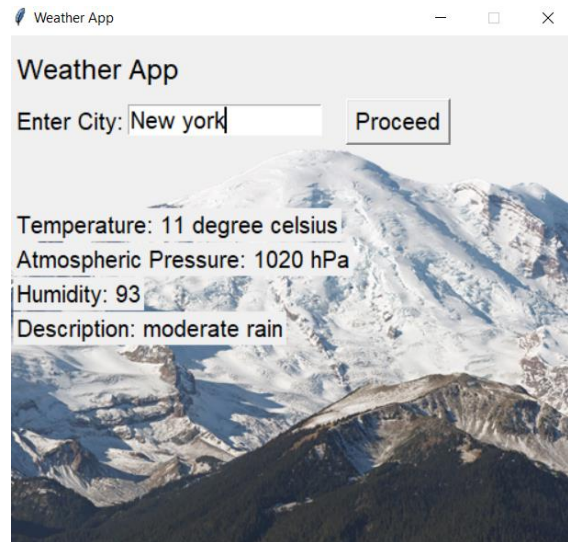 Weather App
Weather App
Enter City: New york Proceed
Temperature: 11 degree celsius
Atmospheric Pressure: 1020 hPa
Humidity: 93
Description: moderate rain